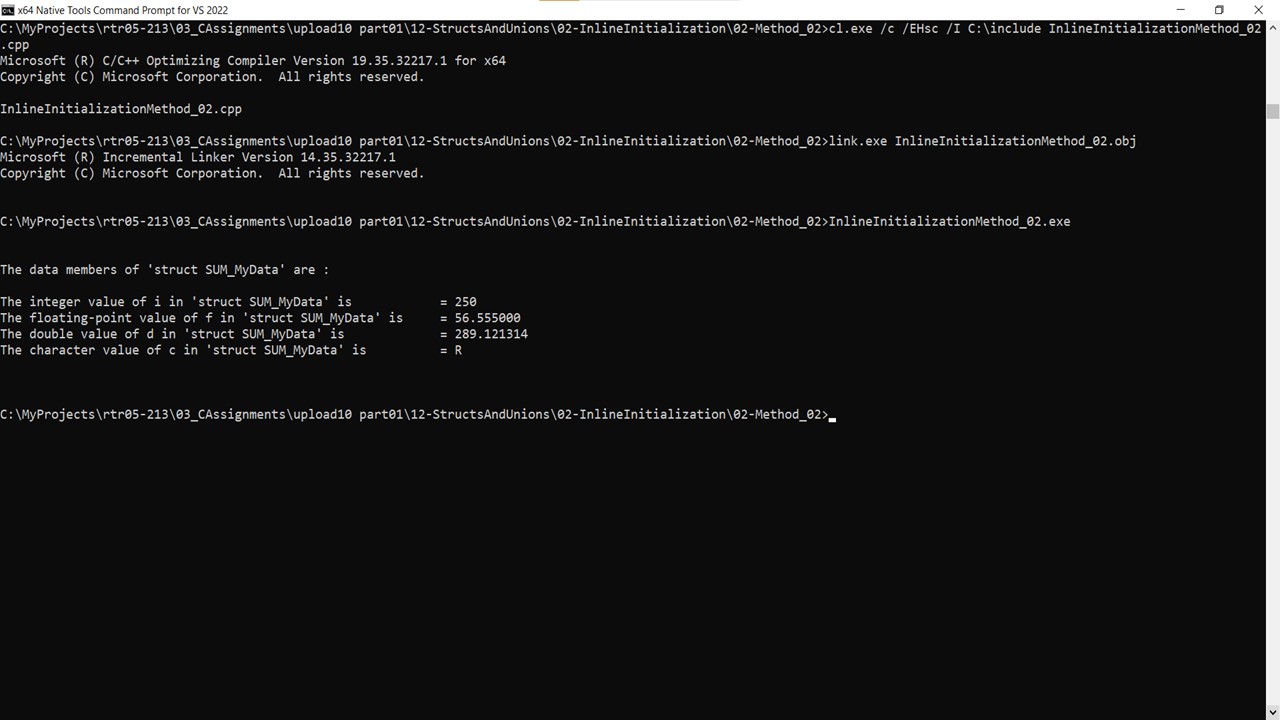 x64 Native Tools Command Prompt for VS 2022
C:\MyProjects\rtr05-213\03_CAssignments\upload10 part01\12-StructsAndUnions\02-InlineInitialization\02-Method_02>cl.exe /c /EHsc /I C:\include InlineInitializationMethod_02
.cpp
Microsoft (R) C/C++ Optimizing Compiler Version 19.35.32217.1 for x64
Copyright (C) Microsoft Corporation.  All rights reserved.
InlineInitializationMethod_02.cpp
C:\MyProjects\rtr05-213\03_CAssignments\upload10 part01\12-StructsAndUnions\02-InlineInitialization\02-Method_02>link.exe InlineInitializationMethod_02.obj
Microsoft (R) Incremental Linker Version 14.35.32217.1
Copyright (C) Microsoft Corporation.  All rights reserved.
C:\MyProjects\rtr05-213\03_CAssignments\upload10 part01\12-StructsAndUnions\02-InlineInitialization\02-Method_02>InlineInitializationMethod_02.exe
The data members of 'struct SUM_MyData' are :
The integer value of i in 'struct SUM_MyData' is            = 250
The floating-point value of f in 'struct SUM_MyData' is     = 56.555000
The double value of d in 'struct SUM_MyData' is             = 289.121314
The character value of c in 'struct SUM_MyData' is          = R
C:\MyProjects\rtr05-213\03_CAssignments\upload10 part01\12-StructsAndUnions\02-InlineInitialization\02-Method_02>